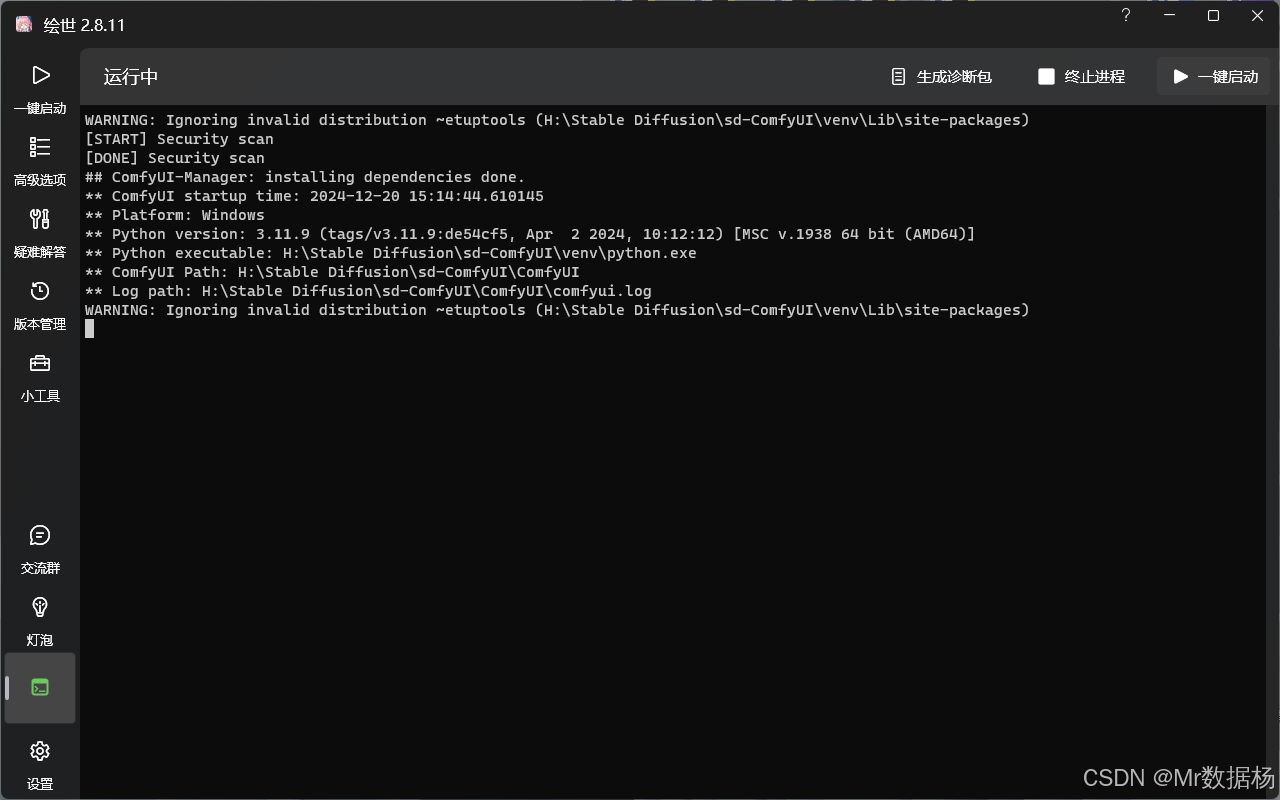 绘世 2.8.11
?
一键启动
高级选项
疑难解答
版本管理
小工具
交流群
灯泡
设置
运行中
生成诊断包
终止进程
一键启动
WARNING: Ignoring invalid distribution ~etuptools (H:\Stable Diffusion\sd-ComfyUI\venv\Lib\site-packages)
[START] Security scan
[DONE] Security scan
## ComfyUI-Manager: installing dependencies done.
** ComfyUI startup time: 2024-12-20 15:14:44.610145
** Platform: Windows
** Python version: 3.11.9 (tags/v3.11.9:de54cf5, Apr  2 2024, 10:12:12) [MSC v.1938 64 bit (AMD64)]
** Python executable: H:\Stable Diffusion\sd-ComfyUI\venv\python.exe
** ComfyUI Path: H:\Stable Diffusion\sd-ComfyUI\ComfyUI
** Log path: H:\Stable Diffusion\sd-ComfyUI\ComfyUI\comfyui.log
WARNING: Ignoring invalid distribution ~etuptools (H:\Stable Diffusion\sd-ComfyUI\venv\Lib\site-packages)
CSDN @Mr数据杨